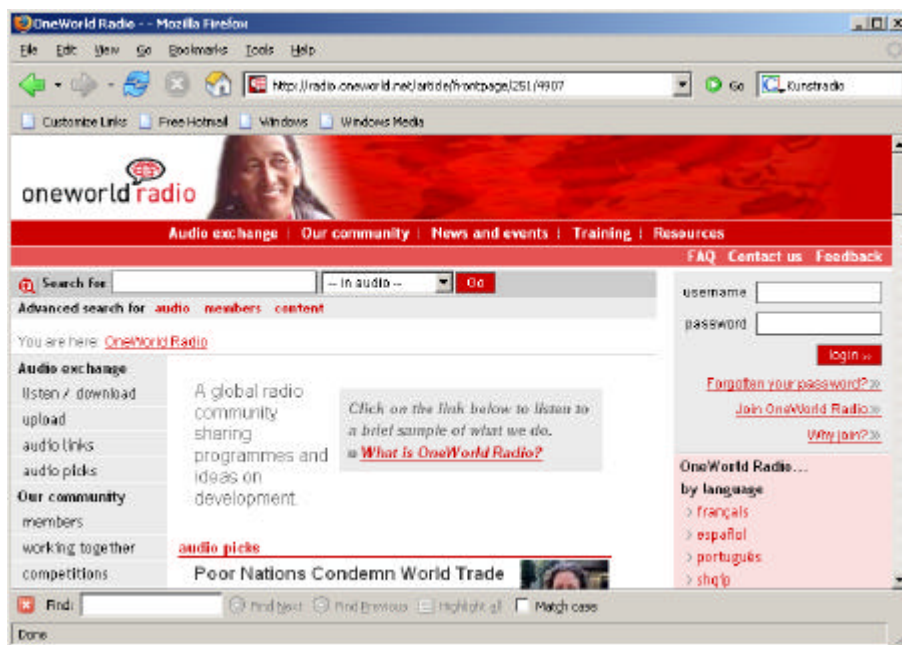 OneWorld Radio - - Mozilla Firefox
File Edit View Go Bookmarks Tools Help
http://radio.oneworld.net/article/frontpage/251/4907 Go Kunstradio
Customize Links Free Hotmail Windows Windows Media
oneworld radio
Audio exchange | Our community | News and events | Training | Resources
FAQ Contact us Feedback
Search for -- in audio -- Go
Advanced search for audio members content
You are here: OneWorld Radio
username
password
login »
Forgotten your password? »
Join OneWorld Radio »
Why join? »
Audio exchange
listen / download
upload
audio links
audio picks
Our community
members
working together
competitions
A global radio
community
sharing
programmes and
ideas on
development.
Click on the link below to listen to
a brief sample of what we do.
» What is OneWorld Radio?
audio picks
Poor Nations Condemn World Trade
OneWorld Radio...
by language
> français
> español
> português
> shqip
Find: Find Next Find Previous Highlight all Match case
Done